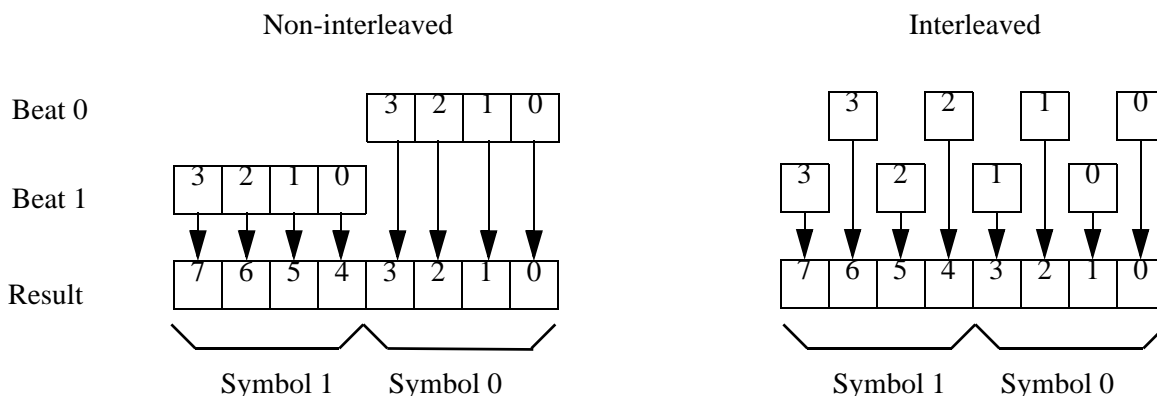 Non-interleaved Interleaved
Beat 0 3 2 1 0 3 2 1 0
Beat 1 3 2 1 0 3 2 1 0
Result 7 6 5 4 3 2 1 0 7 6 5 4 3 2 1 0
Symbol 1 Symbol 0 Symbol 1 Symbol 0